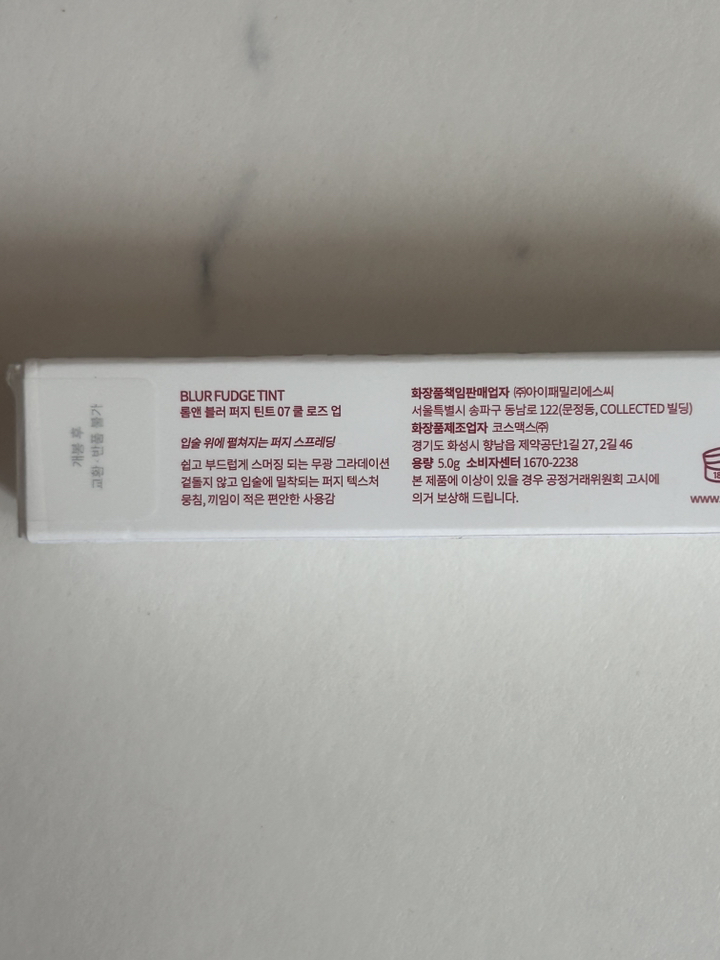 개봉 후
교환·반품 불가
BLUR FUDGE TINT
롬앤 블러 퍼지 틴트 07 쿨 로즈 업
입술 위에 펼쳐지는 퍼지 스프레딩
쉽고 부드럽게 스머징 되는 무광 그라데이션
겉돌지 않고 입술에 밀착되는 퍼지 텍스처
뭉침, 끼임이 적은 편안한 사용감
화장품책임판매업자 ㈜아이패밀리에스씨
서울특별시 송파구 동남로 122(문정동, COLLECTED 빌딩)
화장품제조업자 코스맥스㈜
경기도 화성시 향남읍 제약공단1길 27, 2길 46
용량 5.0g 소비자센터 1670-2238
본 제품에 이상이 있을 경우 공정거래위원회 고시에
의거 보상해 드립니다.
www.